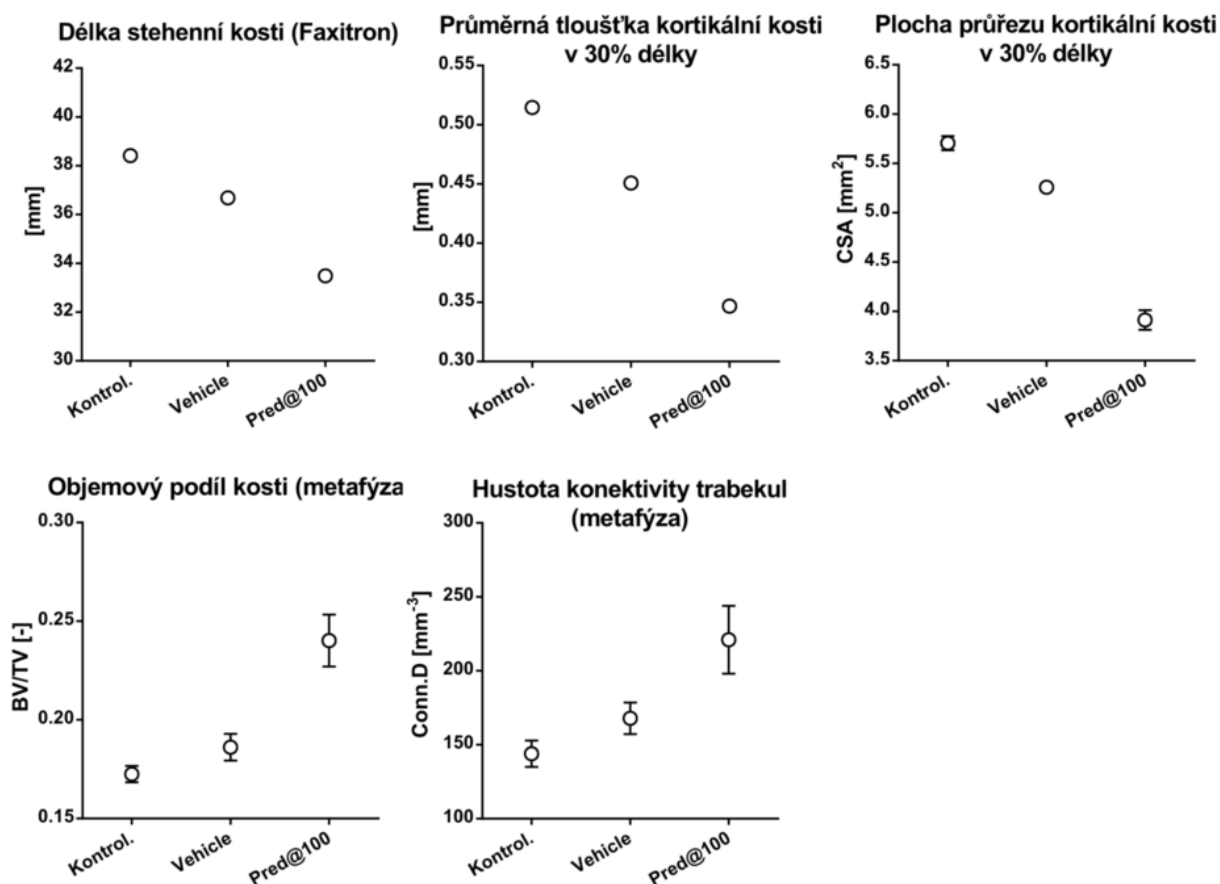 Délka stehenní kosti (Faxitron)
[mm]
42
40
38
36
34
32
30
Kontrol.
Vehicle
Pred@100
Průměrná tloušťka kortikální kosti
v 30% délky
[mm]
0.55
0.50
0.45
0.40
0.35
0.30
Kontrol.
Vehicle
Pred@100
Plocha průřezu kortikální kosti
v 30% délky
CSA [mm²]
6.5
6.0
5.5
5.0
4.5
4.0
3.5
Kontrol.
Vehicle
Pred@100
Objemový podíl kosti (metafýza
BV/TV [-]
0.30
0.25
0.20
0.15
Kontrol.
Vehicle
Pred@100
Hustota konektivity trabekul
(metafýza)
Conn.D [mm⁻³]
300
250
200
150
100
Kontrol.
Vehicle
Pred@100